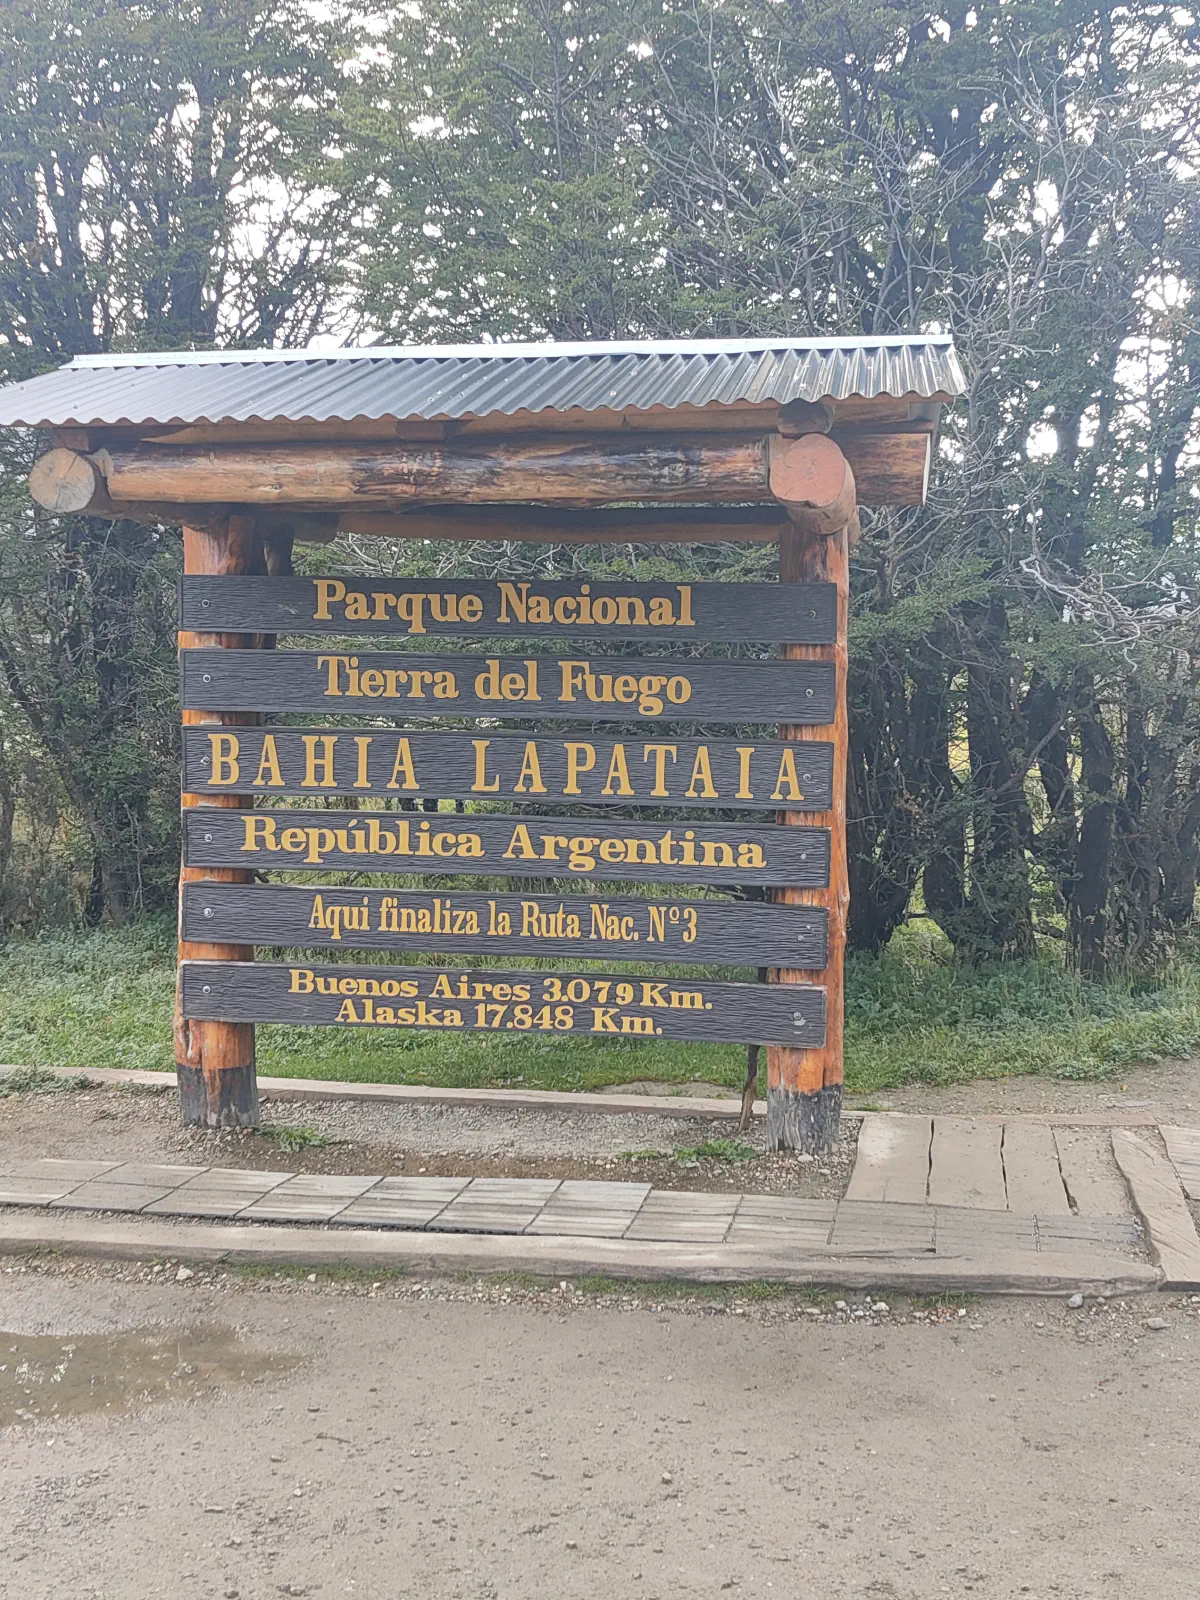 Parque Nacional
Tierra del Fuego
BAHIA LAPATAIA
República Argentina
Aqui finaliza la Ruta Nac. Nº3
Buenos Aires 3.079 Km.
Alaska 17.848 Km.